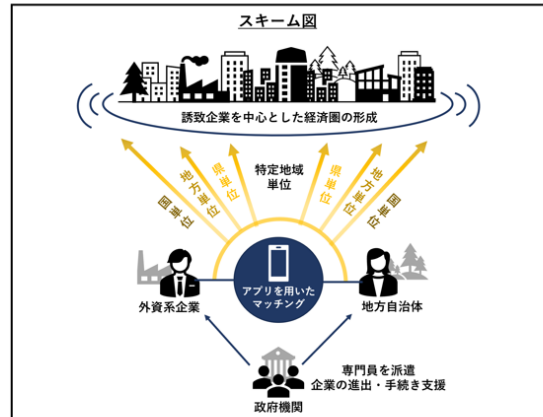 スキーム図
誘致企業を中心とした経済圏の形成
国単位
地方単位
県単位
特定地域
単位
県単位
地方単位
国単位
アプリを用いた
マッチング
外資系企業
地方自治体
専門員を派遣
企業の進出・手続き支援
政府機関